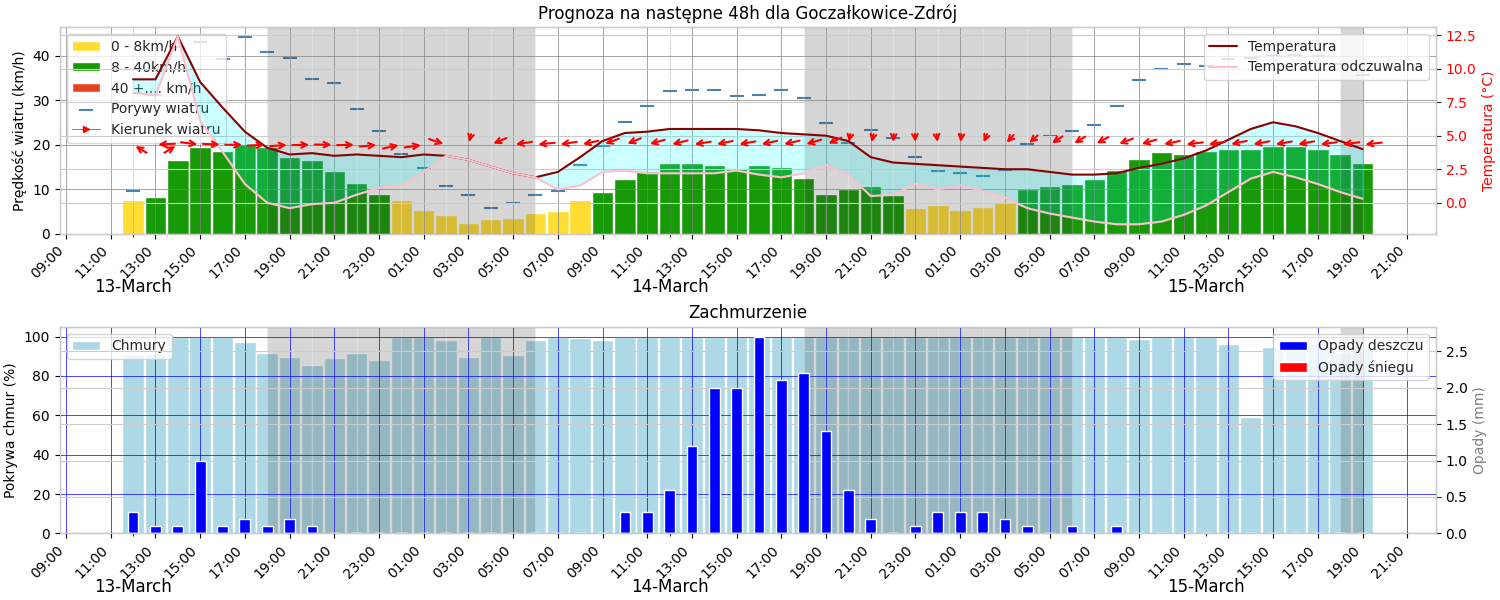 Prognoza na następne 48h dla Goczałkowice-Zdrój
Prędkość wiatru (km/h)
40
30
20
10
0
0 - 8km/h
8 - 40km/h
40 +.... km/h
Porywy wiatru
Kierunek wiatru
Temperatura
Temperatura odczuwalna
12.5
10.0
7.5
5.0
2.5
0.0
Temperatura (°C)
09:00 11:00 13:00 15:00 17:00 19:00 21:00 23:00 01:00 03:00 05:00 07:00 09:00 11:00 13:00 15:00 17:00 19:00 21:00 23:00 01:00 03:00 05:00 07:00 09:00 11:00 13:00 15:00 17:00 19:00 21:00
13-March 14-March 15-March
Zachmurzenie
Pokrywa chmur (%)
100
80
60
40
20
0
Chmury
Opady deszczu
Opady śniegu
2.5
2.0
1.5
1.0
0.5
0.0
Opady (mm)
09:00 11:00 13:00 15:00 17:00 19:00 21:00 23:00 01:00 03:00 05:00 07:00 09:00 11:00 13:00 15:00 17:00 19:00 21:00 23:00 01:00 03:00 05:00 07:00 09:00 11:00 13:00 15:00 17:00 19:00 21:00
13-March 14-March 15-March